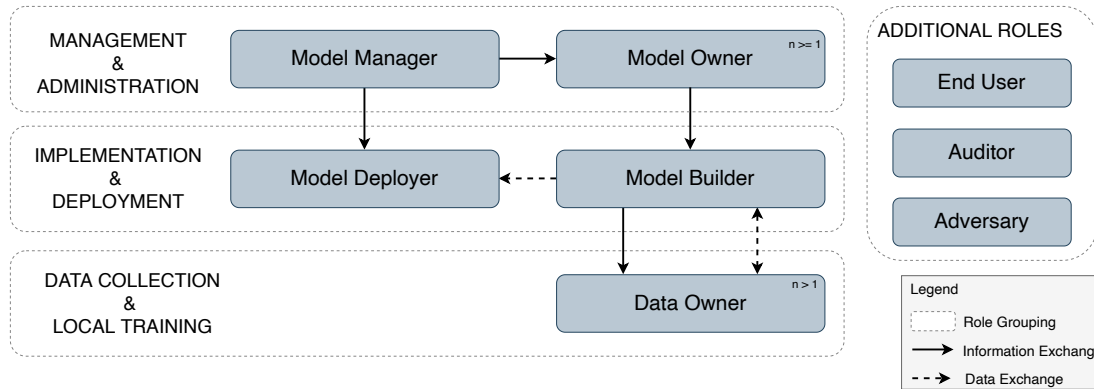 MANAGEMENT
&
ADMINISTRATION
Model Manager
Model Owner
n >= 1
IMPLEMENTATION
&
DEPLOYMENT
Model Deployer
Model Builder
DATA COLLECTION
&
LOCAL TRAINING
Data Owner
n > 1
ADDITIONAL ROLES
End User
Auditor
Adversary
Legend
Role Grouping
Information Exchang
Data Exchange